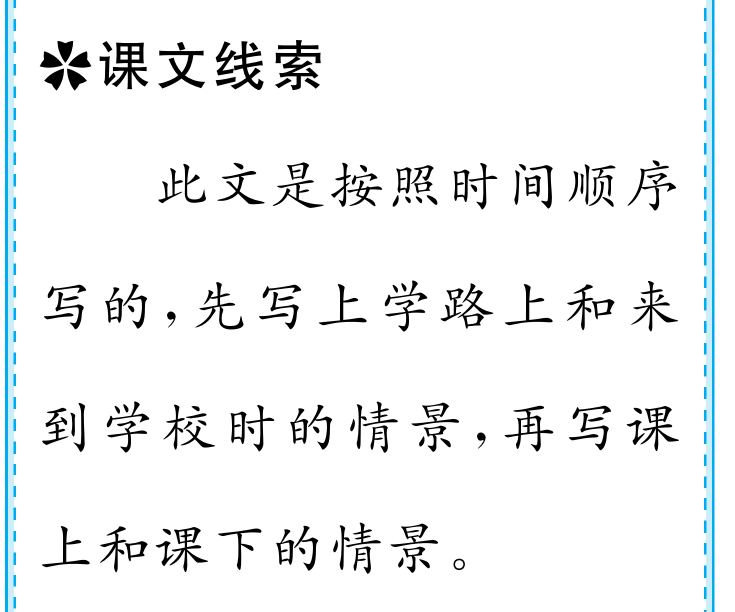 ✲课文线索
此文是按照时间顺序
写的,先写上学路上和来
到学校时的情景,再写课
上和课下的情景。